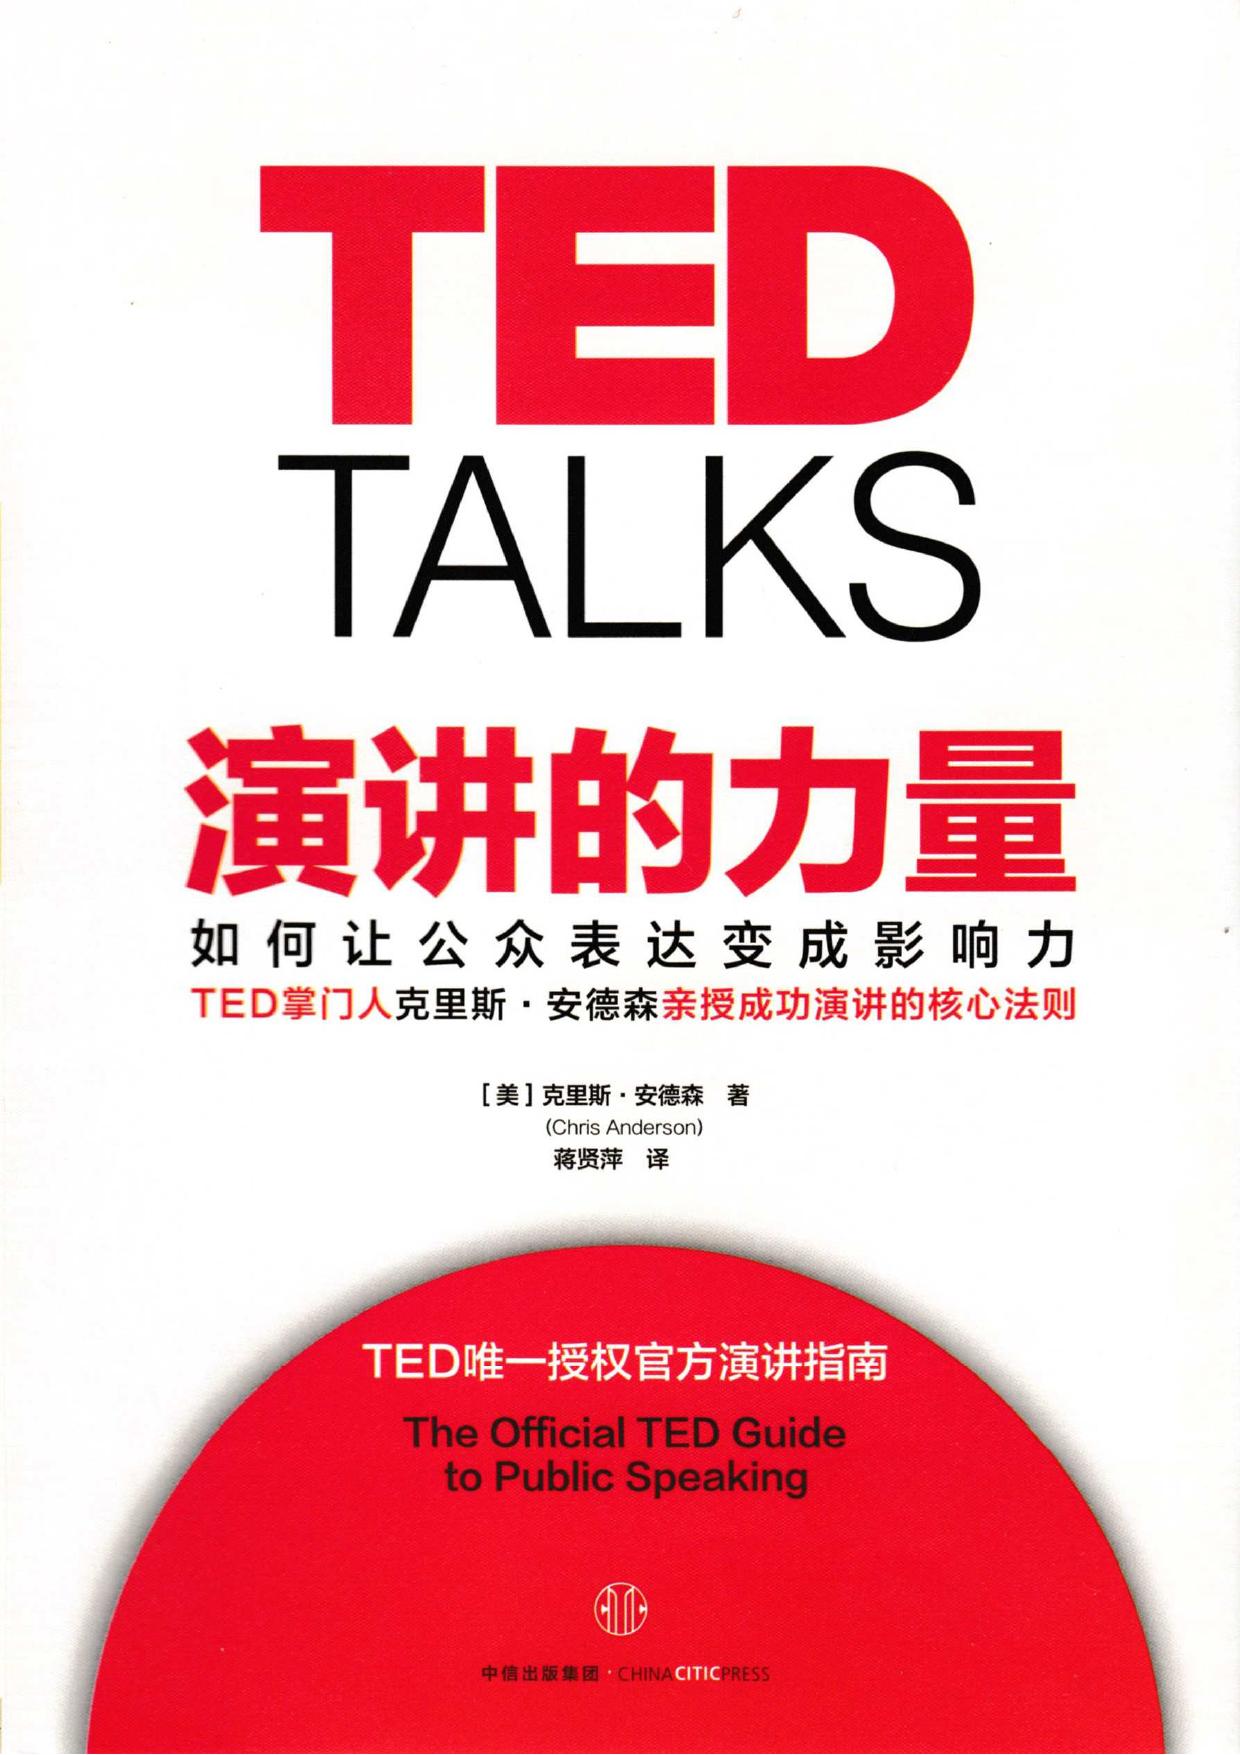 TED
TALKS
演讲的力量
如何让公众表达变成影响力
TED掌门人克里斯·安德森亲授成功演讲的核心法则
[美]克里斯·安德森 著
(Chris Anderson)
蒋贤萍 译
TED唯一授权官方演讲指南
The Official TED Guide
to Public Speaking
中信出版集团·CHINACITICPRESS